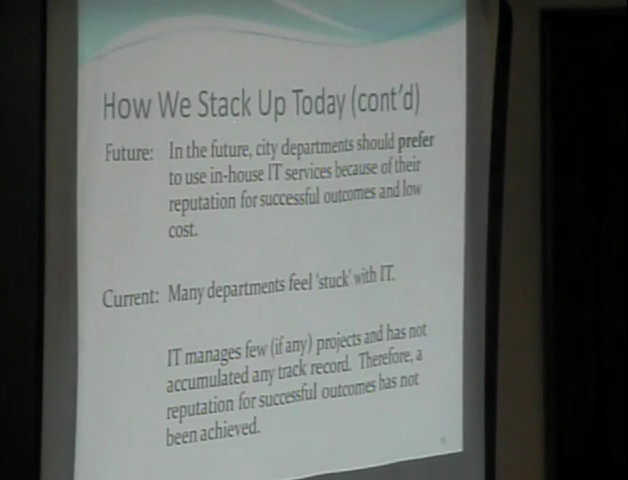 How We Stack Up Today (cont'd)
Future: In the future, city departments should prefer
to use in-house IT services because of their
reputation for successful outcomes and low
cost.
Current: Many departments feel 'stuck' with IT.
IT manages few (if any) projects and has not
accumulated any track record. Therefore, a
reputation for successful outcomes has not
been achieved.